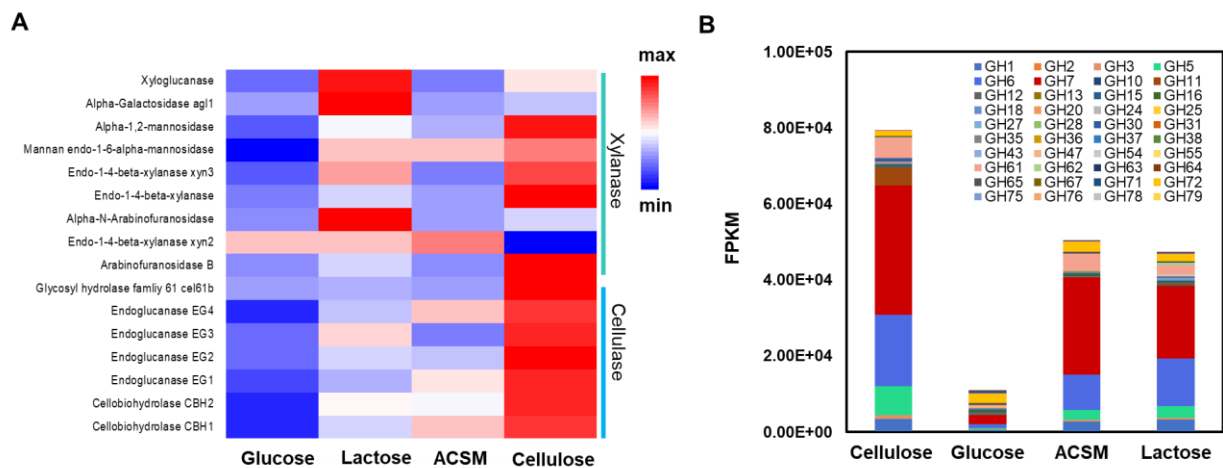 A
Xyloglucanase
Alpha-Galactosidase agl1
Alpha-1,2-mannosidase
Mannan endo-1-6-alpha-mannosidase
Endo-1-4-beta-xylanase xyn3
Endo-1-4-beta-xylanase
Alpha-N-Arabinofuranosidase
Endo-1-4-beta-xylanase xyn2
Arabinofuranosidase B
Glycosyl hydrolase famliy 61 cel61b
Endoglucanase EG4
Endoglucanase EG3
Endoglucanase EG2
Endoglucanase EG1
Cellobiohydrolase CBH2
Cellobiohydrolase CBH1
Glucose Lactose ACSM Cellulose
Xylanase
Cellulase
max
min
B
FPKM
1.00E+05
8.00E+04
6.00E+04
4.00E+04
2.00E+04
0.00E+00
GH1 GH2 GH3 GH5
GH6 GH7 GH10 GH11
GH12 GH13 GH15 GH16
GH18 GH20 GH24 GH25
GH27 GH28 GH30 GH31
GH35 GH36 GH37 GH38
GH43 GH47 GH54 GH55
GH61 GH62 GH63 GH64
GH65 GH67 GH71 GH72
GH75 GH76 GH78 GH79
Cellulose Glucose ACSM Lactose